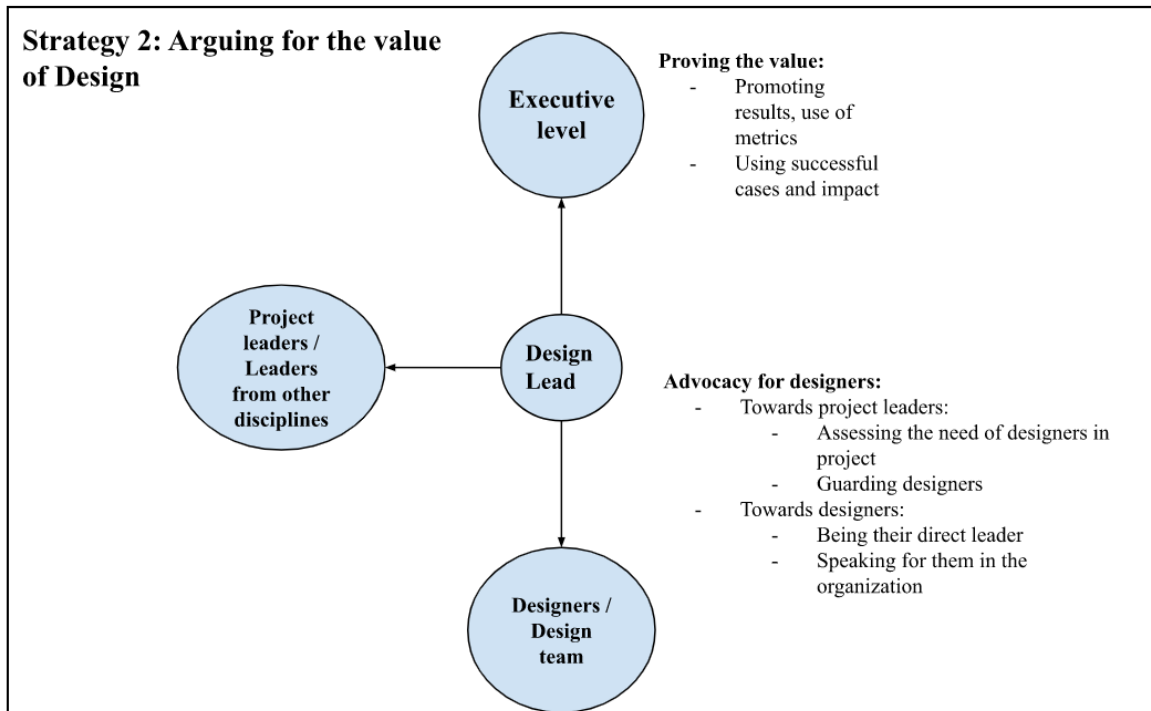 Strategy 2: Arguing for the value
of Design
Executive
level
Proving the value:
- Promoting
results, use of
metrics
- Using successful
cases and impact
Project
leaders /
Leaders
from other
disciplines
Design
Lead
Advocacy for designers:
- Towards project leaders:
- Assessing the need of designers in
project
- Guarding designers
- Towards designers:
- Being their direct leader
- Speaking for them in the
organization
Designers /
Design
team